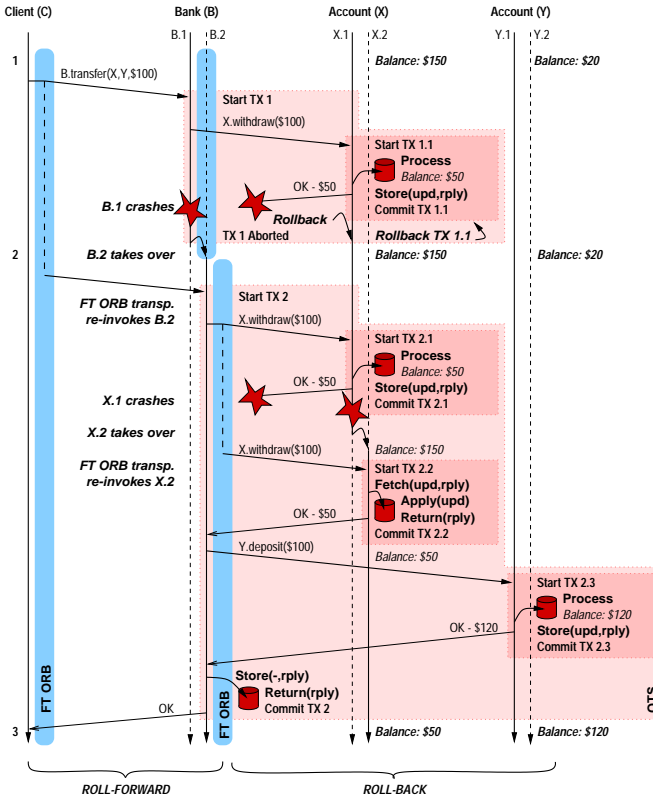 Client (C) Bank (B) Account (X) Account (Y)
B.1 B.2 X.1 X.2 Y.1 Y.2
1 Balance: $150 Balance: $20
B.transfer(X,Y,$100)
Start TX 1
X.withdraw($100)
Start TX 1.1
Process
Balance: $50
OK - $50
Store(upd,rply)
Commit TX 1.1
B.1 crashes
Rollback
TX 1 Aborted
Rollback TX 1.1
2 B.2 takes over Balance: $150 Balance: $20
Start TX 2
FT ORB transp.
re-invokes B.2
X.withdraw($100)
Start TX 2.1
Process
Balance: $50
OK - $50
Store(upd,rply)
Commit TX 2.1
X.1 crashes
X.2 takes over
Balance: $150
X.withdraw($100)
FT ORB transp.
re-invokes X.2
Start TX 2.2
Fetch(upd,rply)
Apply(upd)
OK - $50
Return(rply)
Commit TX 2.2
Y.deposit($100)
Balance: $50
Start TX 2.3
Process
Balance: $120
OK - $120
Store(upd,rply)
Commit TX 2.3
Store(-,rply)
Return(rply)
OK
Commit TX 2
FT ORB
FT ORB
OTS
3 Balance: $50 Balance: $120
ROLL-FORWARD ROLL-BACK